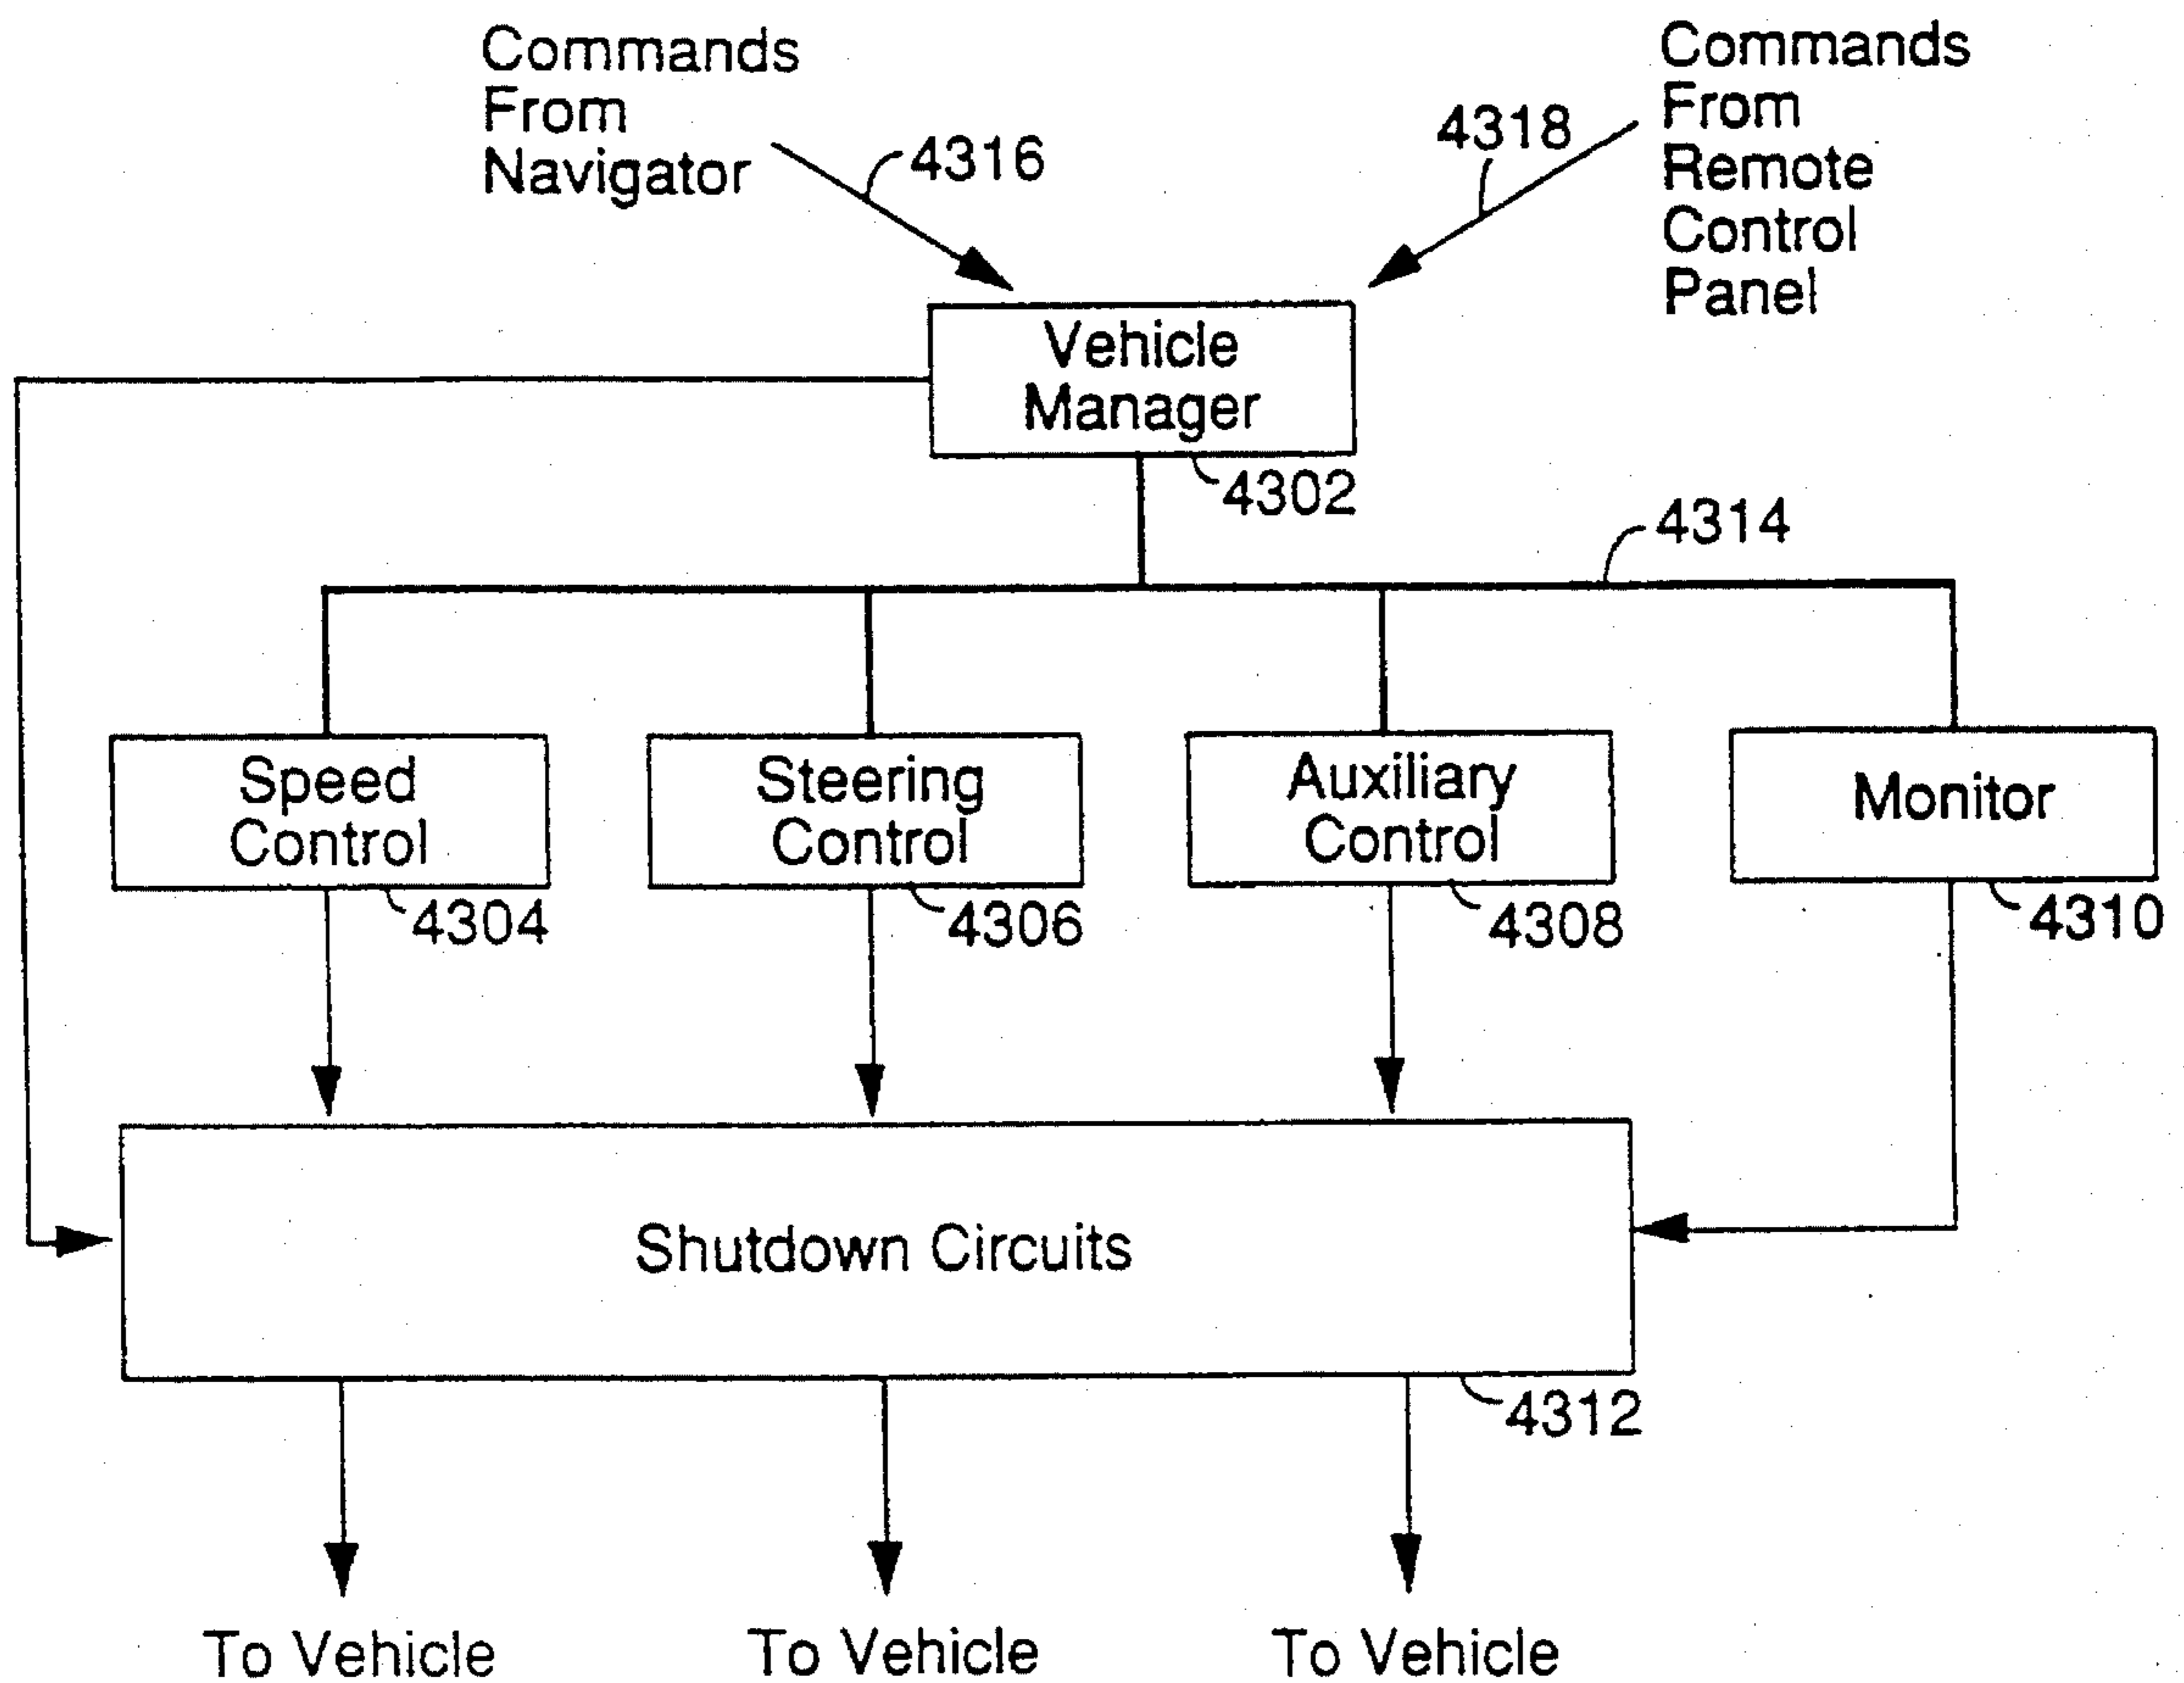 Commands
From
Navigator
4316
4318
Commands
From
Remote
Control
Panel
Vehicle
Manager
4302
4314
Speed
Control
4304
Steering
Control
4306
Auxiliary
Control
4308
Monitor
4310
Shutdown Circuits
4312
To Vehicle
To Vehicle
To Vehicle